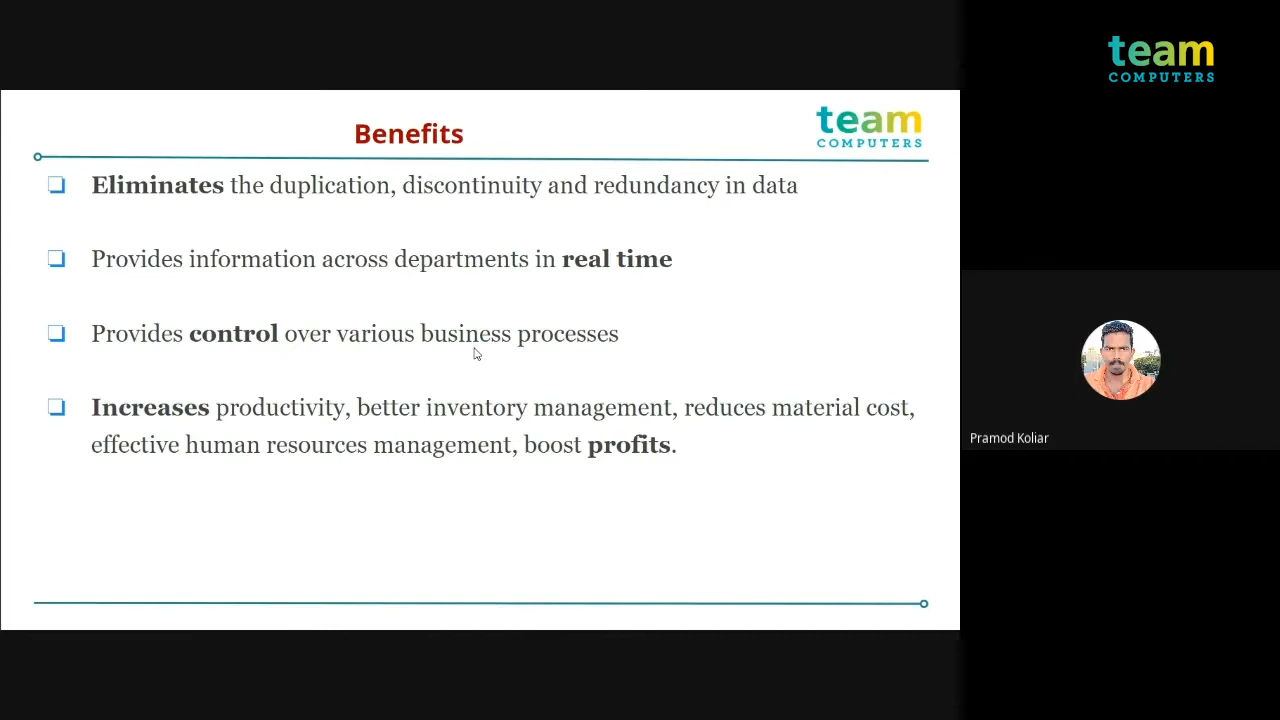 team
COMPUTERS
Benefits
team
COMPUTERS
Eliminates the duplication, discontinuity and redundancy in data
Provides information across departments in real time
Provides control over various business processes
Increases productivity, better inventory management, reduces material cost,
effective human resources management, boost profits.
Pramod Koliar